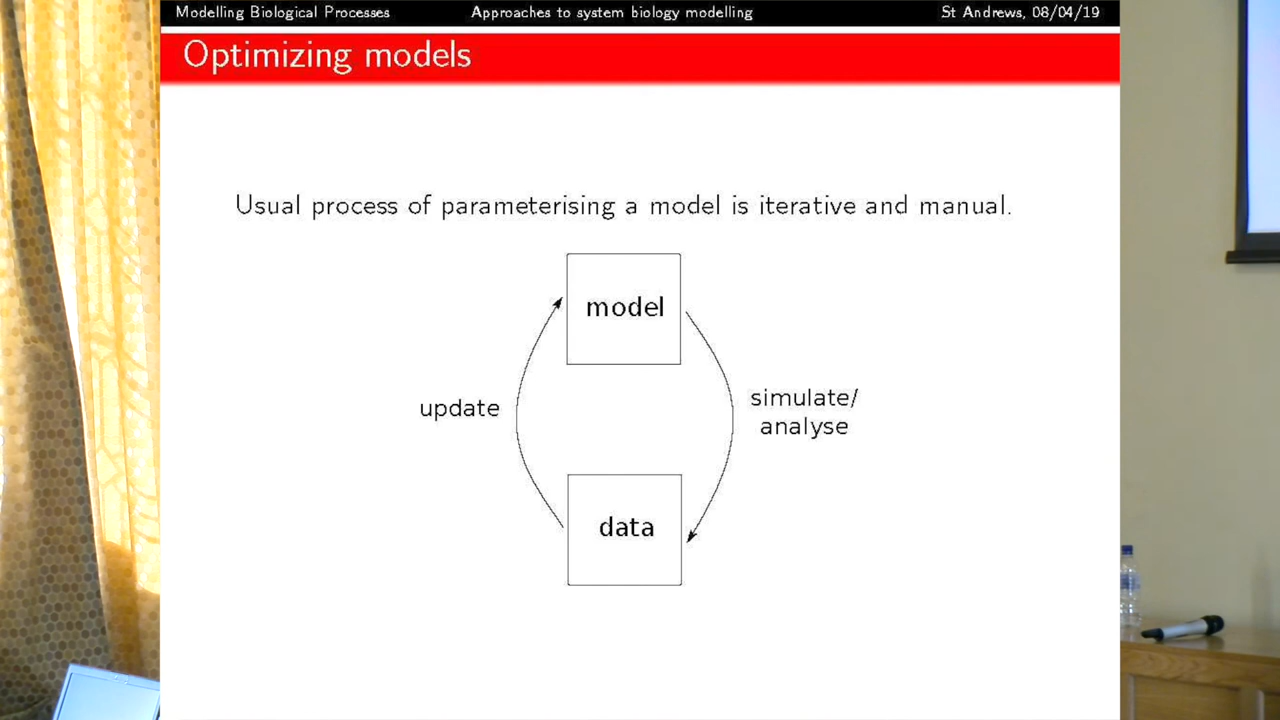 Modelling Biological Processes Approaches to system biology modelling St Andrews, 08/04/19
Optimizing models
Usual process of parameterising a model is iterative and manual.
model
update
simulate/
analyse
data